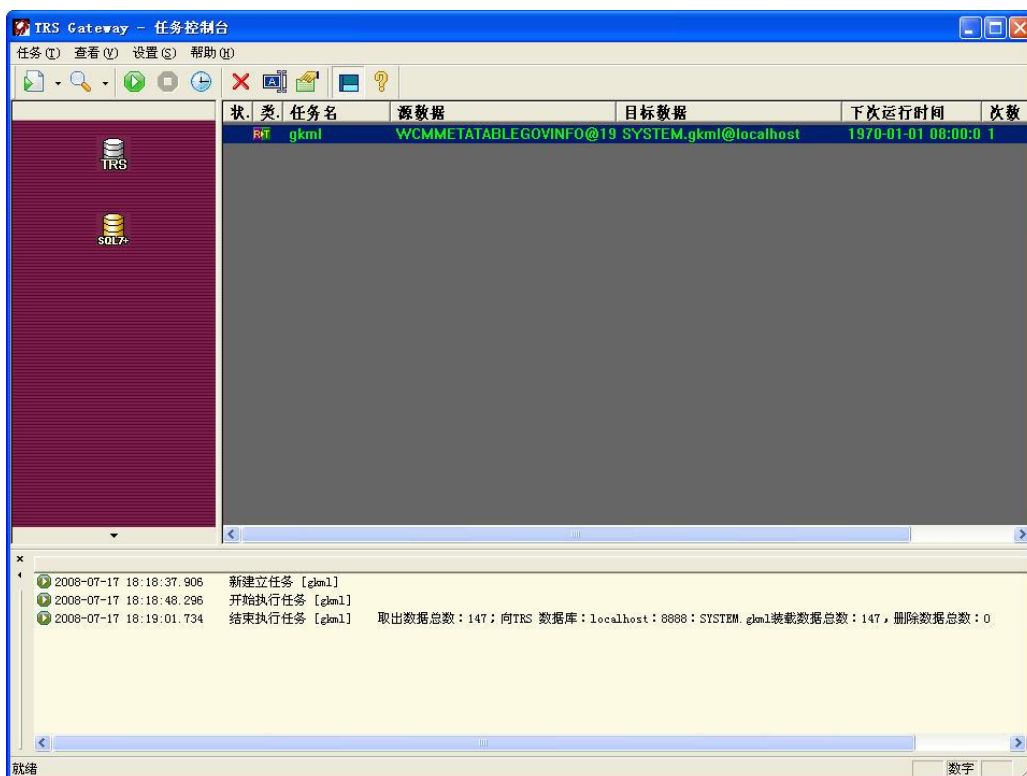 TRS Gateway - 任务控制台
任务(T) 查看(V) 设置(S) 帮助(H)
状. 类. 任务名 源数据 目标数据 下次运行时间 次数
R T gkml WCMMETATABLEGOVINFO@19 SYSTEM.gkml@localhost 1970-01-01 08:00:0 1
TRS
SQL7+
2008-07-17 18:18:37.906 新建立任务 [gkml]
2008-07-17 18:18:48.296 开始执行任务 [gkml]
2008-07-17 18:19:01.734 结束执行任务 [gkml] 取出数据总数：147；向TRS 数据库：localhost：8888：SYSTEM.gkml装载数据总数：147，删除数据总数：0
就绪 数字